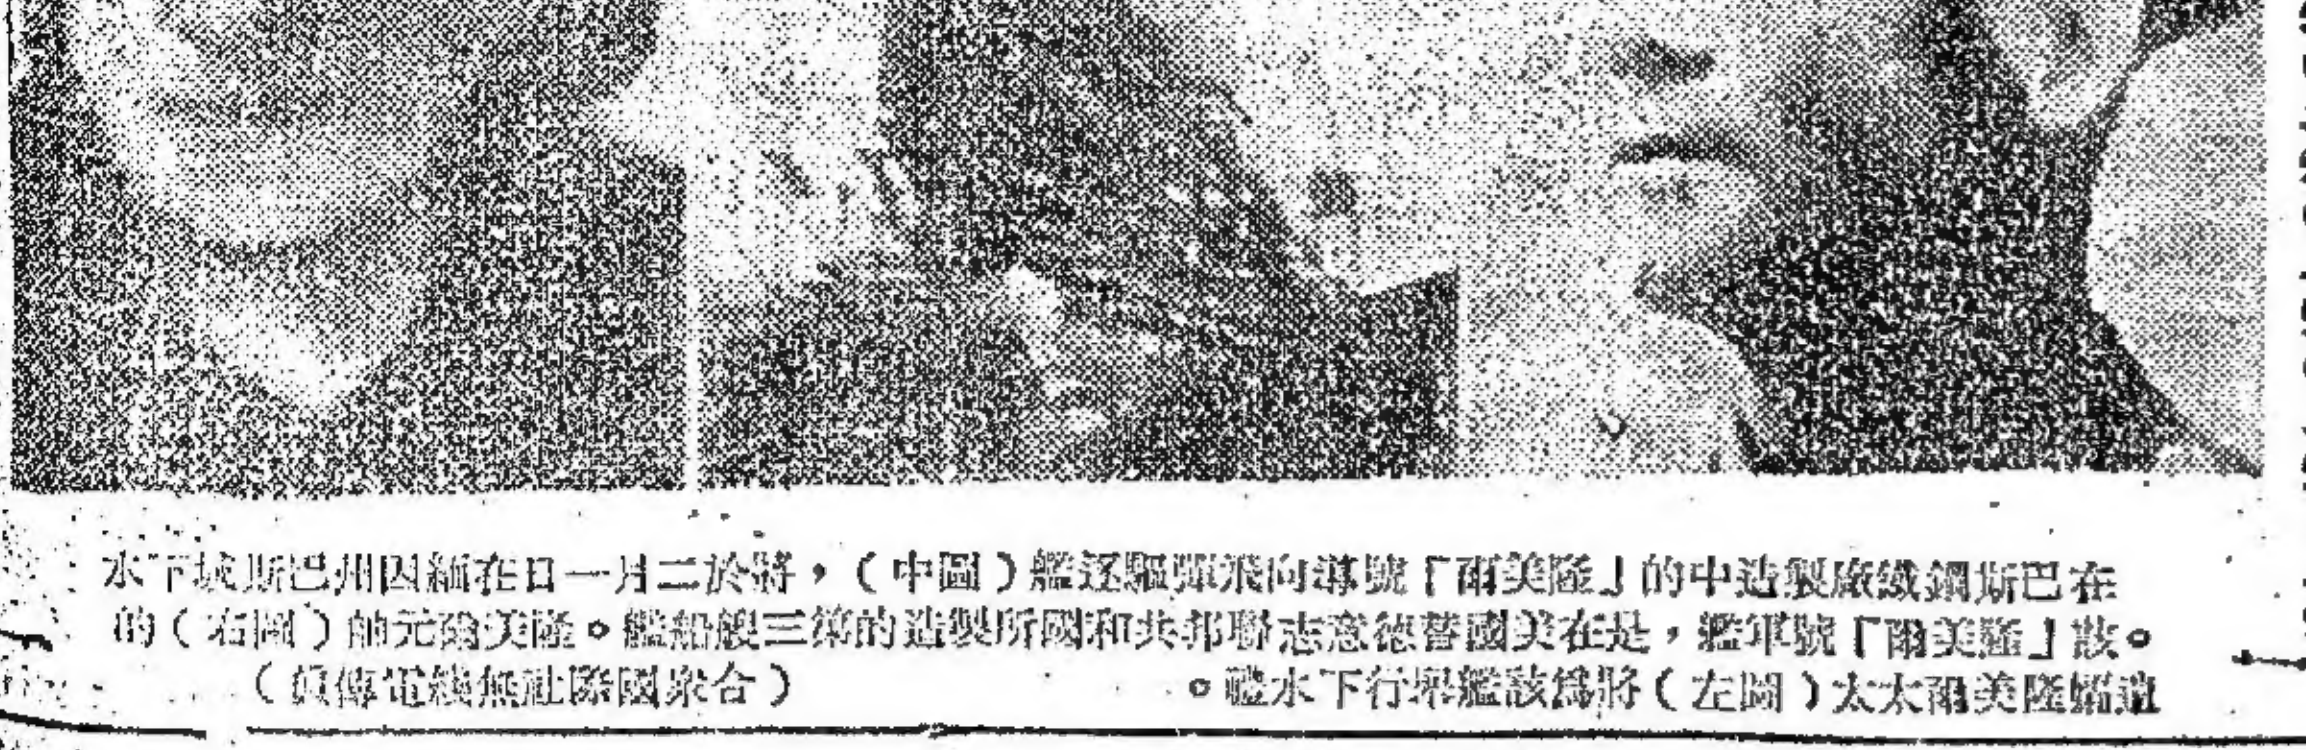 在巴斯鋼鐵廠製造中的「隆美爾」號導向飛彈驅逐艦(圖中),將於二月一日在緬因州巴斯城下水
。該「隆美爾」號軍艦,是在美國替德意志聯邦共和國所製造的第三艘船艦。隆美爾元帥(圖右)的
遺孀隆美爾太太(圖左)將為該艦舉行下水禮。
(合眾國際社無線電傳真)